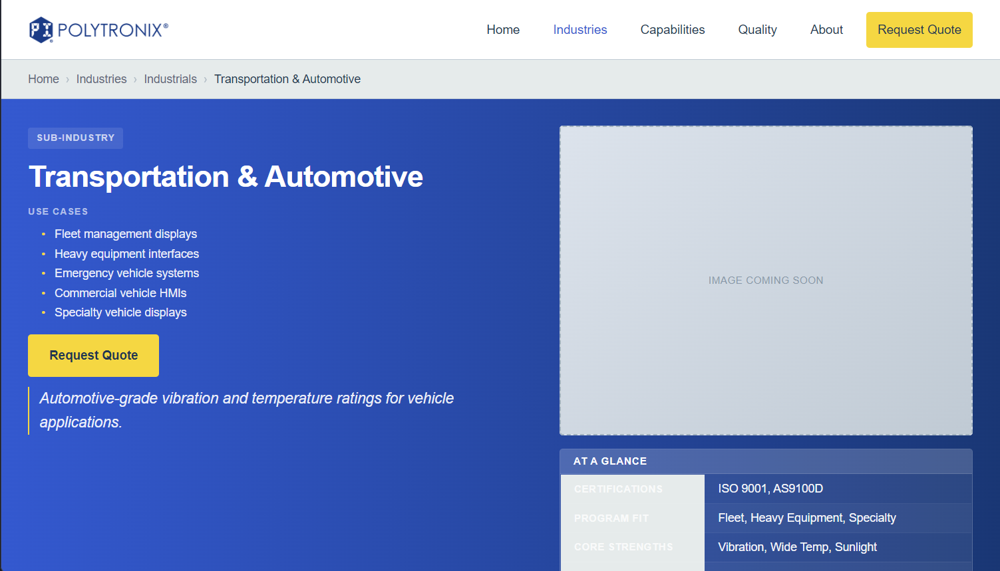 PI POLYTRONIX®
Home
Industries
Capabilities
Quality
About
Request Quote
Home › Industries › Industrials › Transportation & Automotive
SUB-INDUSTRY
Transportation & Automotive
USE CASES
• Fleet management displays
• Heavy equipment interfaces
• Emergency vehicle systems
• Commercial vehicle HMIs
• Specialty vehicle displays
Request Quote
Automotive-grade vibration and temperature ratings for vehicle
applications.
IMAGE COMING SOON
AT A GLANCE
CERTIFICATIONS ISO 9001, AS9100D
PROGRAM FIT Fleet, Heavy Equipment, Specialty
CORE STRENGTHS Vibration, Wide Temp, Sunlight